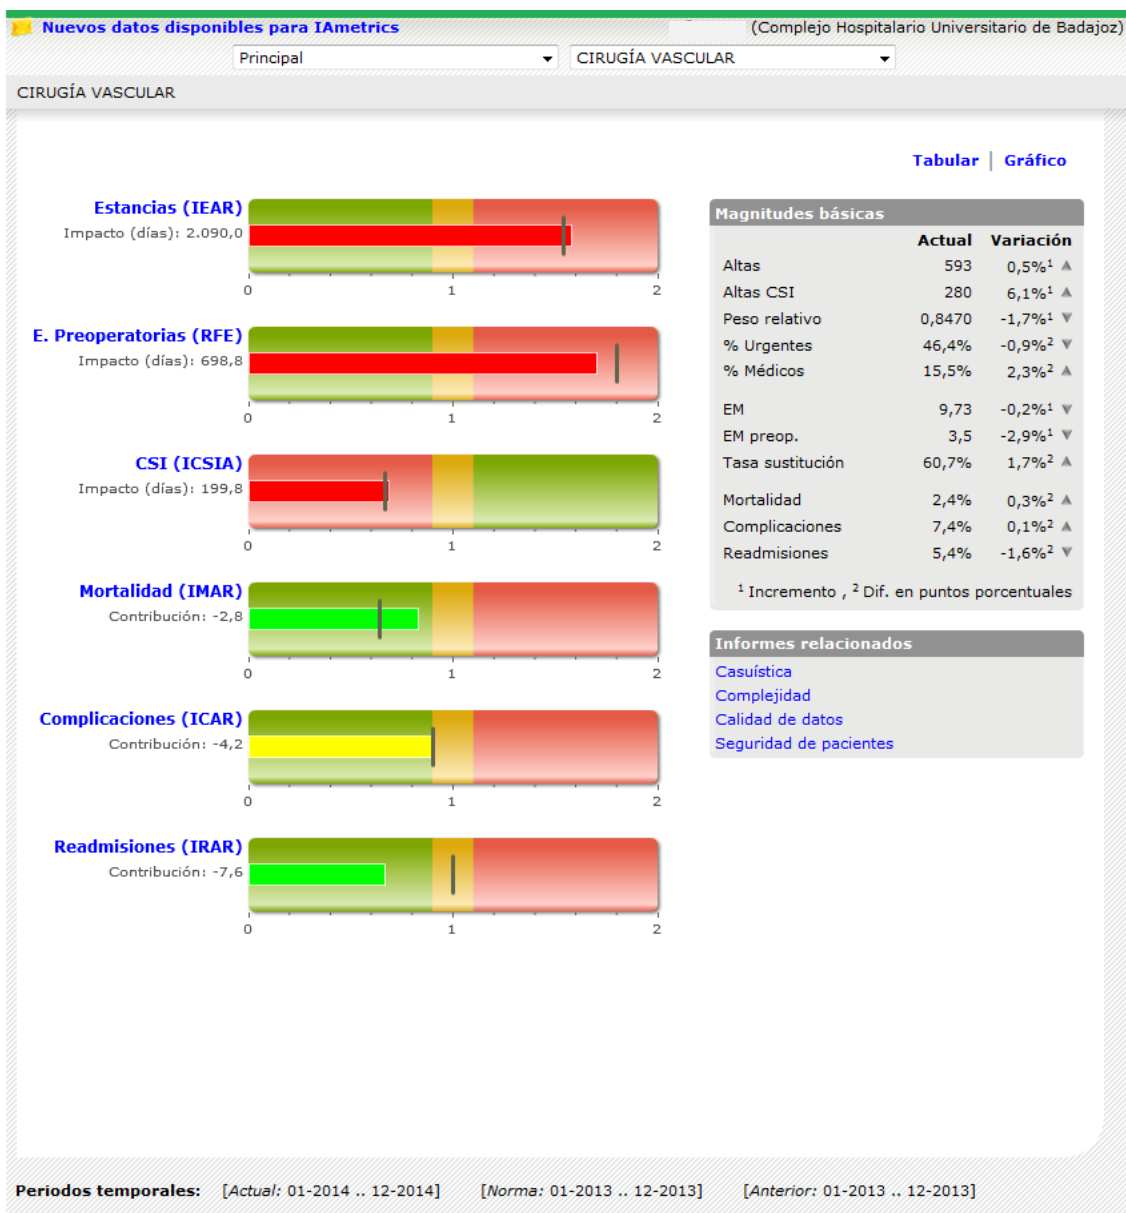 Nuevos datos disponibles para IAmetrics
(Complejo Hospitalario Universitario de Badajoz)
Principal
CIRUGÍA VASCULAR
CIRUGÍA VASCULAR
Tabular | Gráfico
Estancias (IEAR)
Impacto (días): 2.090,0
0 1 2
E. Preoperatorias (RFE)
Impacto (días): 698,8
0 1 2
CSI (ICSIA)
Impacto (días): 199,8
0 1 2
Mortalidad (IMAR)
Contribución: -2,8
0 1 2
Complicaciones (ICAR)
Contribución: -4,2
0 1 2
Readmisiones (IRAR)
Contribución: -7,6
0 1 2
Magnitudes básicas
Actual Variación
Altas 593 0,5%¹ ▲
Altas CSI 280 6,1%¹ ▲
Peso relativo 0,8470 -1,7%¹ ▼
% Urgentes 46,4% -0,9%² ▼
% Médicos 15,5% 2,3%² ▲
EM 9,73 -0,2%¹ ▼
EM preop. 3,5 -2,9%¹ ▼
Tasa sustitución 60,7% 1,7%² ▲
Mortalidad 2,4% 0,3%² ▲
Complicaciones 7,4% 0,1%² ▲
Readmisiones 5,4% -1,6%² ▼
¹ Incremento , ² Dif. en puntos porcentuales
Informes relacionados
Casuística
Complejidad
Calidad de datos
Seguridad de pacientes
Periodos temporales: [Actual: 01-2014 .. 12-2014] [Norma: 01-2013 .. 12-2013] [Anterior: 01-2013 .. 12-2013]